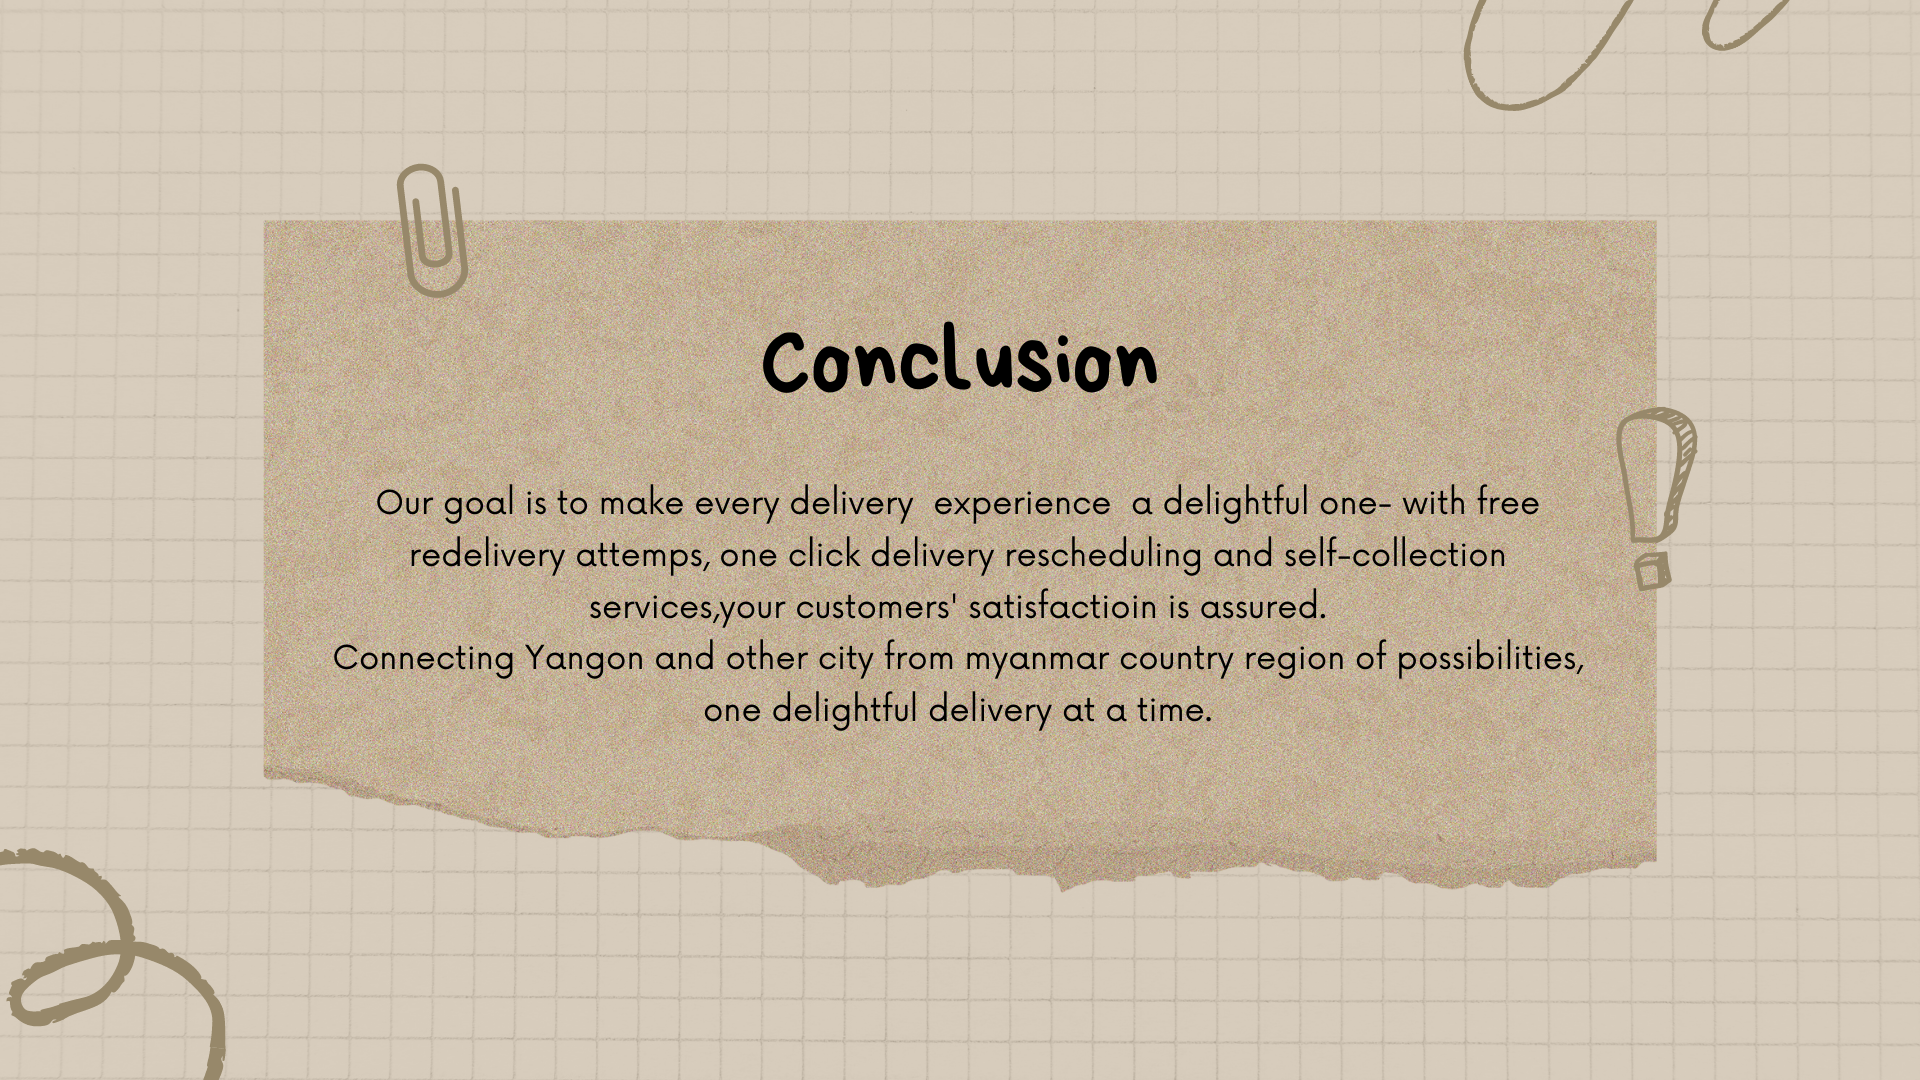 Conclusion
Our goal is to make every delivery  experience  a delightful one- with free
redelivery attemps, one click delivery rescheduling and self-collection
services,your customers' satisfactioin is assured.
Connecting Yangon and other city from myanmar country region of possibilities,
one delightful delivery at a time.